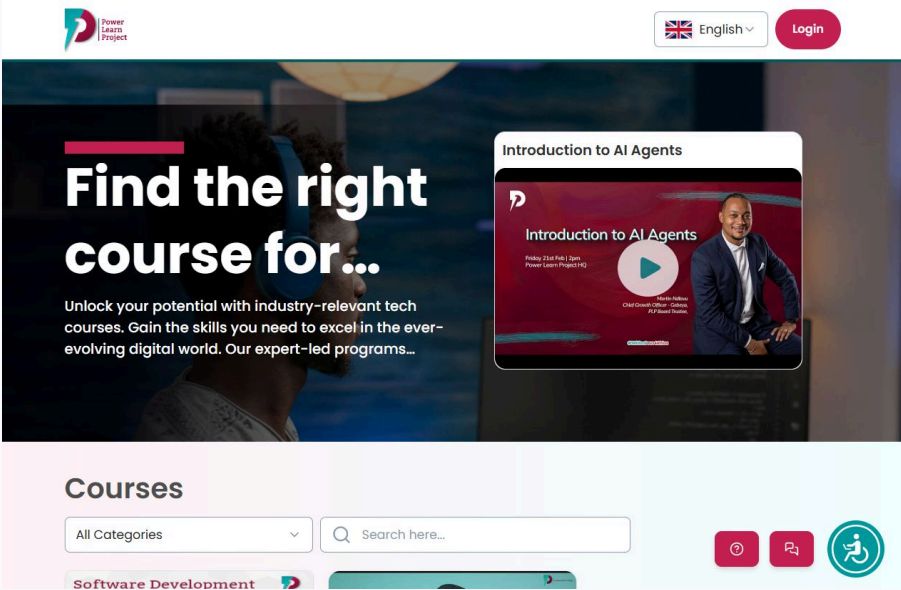 Power
Learn
Project
English
Login
Find the right
course for...
Unlock your potential with industry-relevant tech
courses. Gain the skills you need to excel in the ever-
evolving digital world. Our expert-led programs...
Introduction to AI Agents
Introduction to AI Agents
Friday 21st Feb | 2pm
Power Learn Project HQ
Martin Ndlovu
Chief Growth Officer - Gebeya,
PLP Board Trustee,
Courses
All Categories
Search here...
Software Development